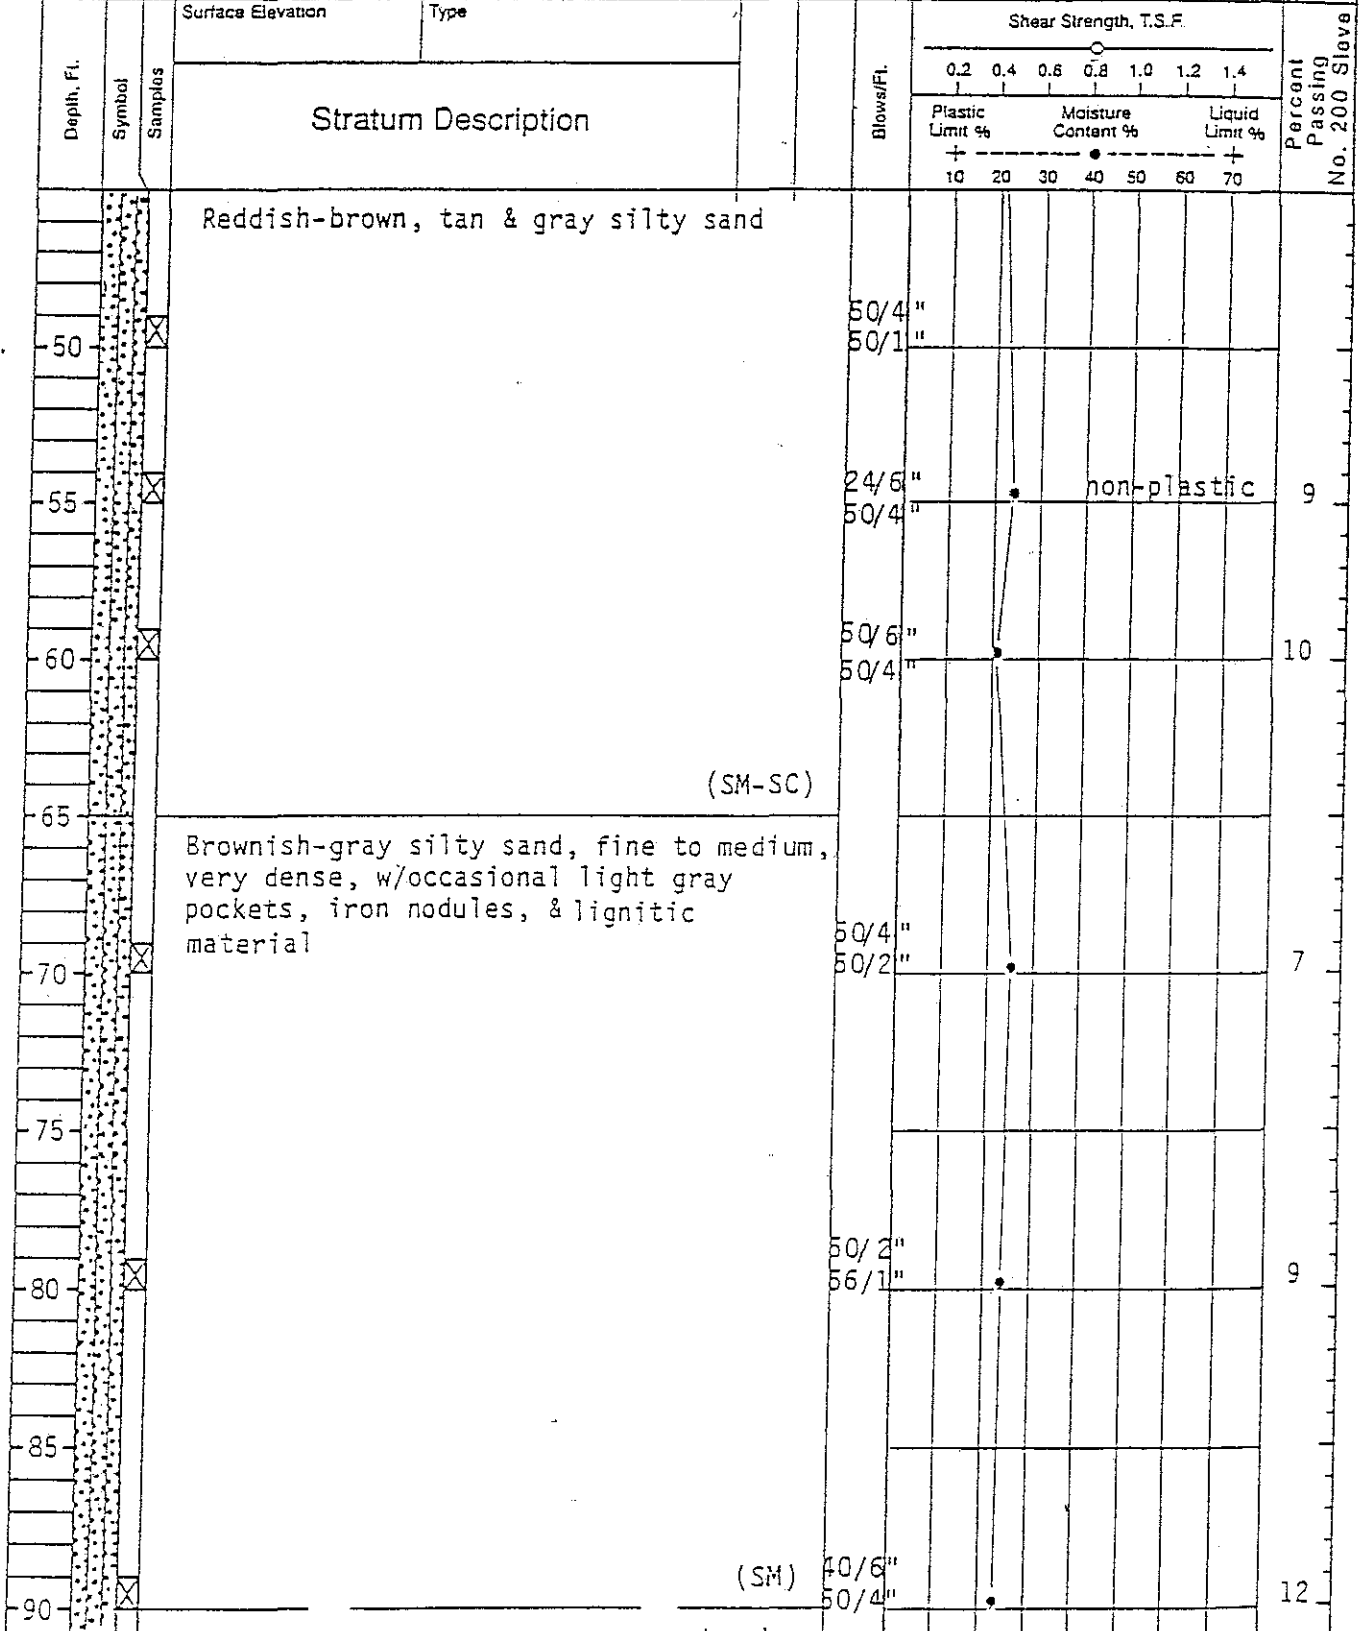 Surface Elevation
Type
Shear Strength, T.S.F.
0.2 0.4 0.6 0.8 1.0 1.2 1.4
Depth, Ft.
Symbol
Samples
Stratum Description
Blows/Ft.
Plastic Limit %
Moisture Content %
Liquid Limit %
10 20 30 40 50 60 70
Percent Passing No. 200 Sieve
Reddish-brown, tan & gray silty sand
50/4"
50
50/1"
24/6"
non-plastic
9
55
50/4"
50/6"
10
60
50/4"
(SM-SC)
65
Brownish-gray silty sand, fine to medium,
very dense, w/occasional light gray
pockets, iron nodules, & lignitic
material
50/4"
70
50/2"
7
75
50/2"
80
56/1"
9
85
(SM)
40/6"
90
50/4"
12